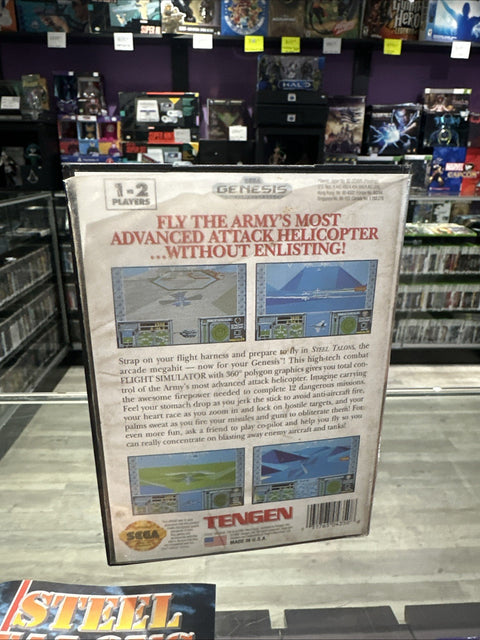 HALO
MARVEL
CAPCOM
1-2
PLAYERS
SEGA
GENESIS
FLY THE ARMY'S MOST
ADVANCED ATTACK HELICOPTER
...WITHOUT ENLISTING!
Strap on your flight harness and prepare to fly in STEEL TALONS, the
arcade megahit — now for your Genesis! This high-tech combat
FLIGHT SIMULATOR with 360° polygon graphics gives you total con-
trol of the Army's most advanced attack helicopter. Imagine carrying
the awesome firepower needed to complete 12 dangerous missions.
Feel your stomach drop as you jerk the stick to avoid anti-aircraft fire,
your heart race as you zoom in and lock on hostile targets, and your
palms sweat as you fire your missiles and guns to obliterate them! For
even more fun, ask a friend to play co-pilot and help you fly so you
can really concentrate on blasting away enemy aircraft and tanks!
SEGA
TENGEN
MADE IN U.S.A.
STEEL
TALONS